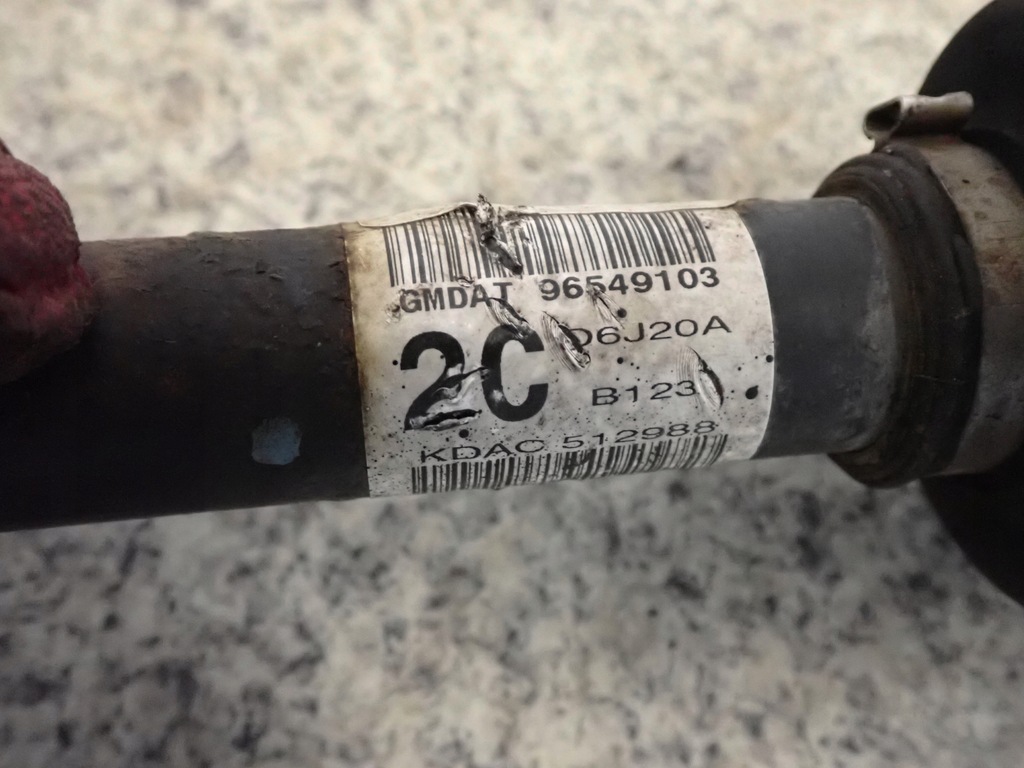 GMDAT 96549103
2C
D6J20A
B123
KDAC 512988